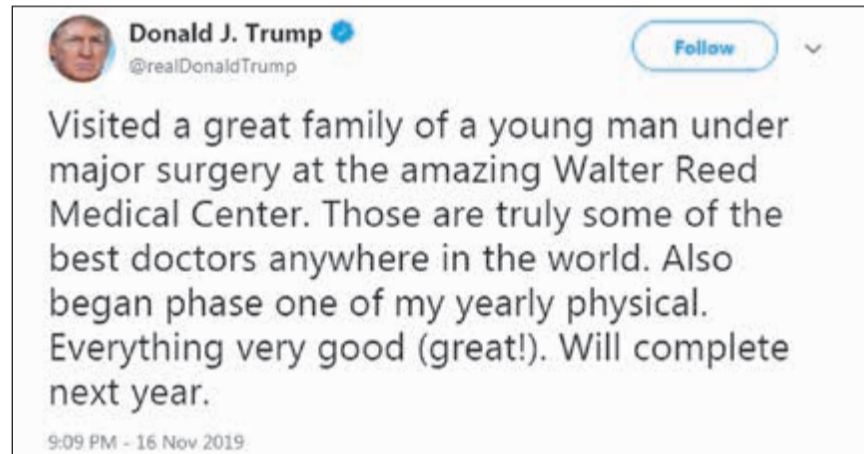 Donald J. Trump
@realDonaldTrump
Follow
Visited a great family of a young man under
major surgery at the amazing Walter Reed
Medical Center. Those are truly some of the
best doctors anywhere in the world. Also
began phase one of my yearly physical.
Everything very good (great!). Will complete
next year.
9:09 PM - 16 Nov 2019